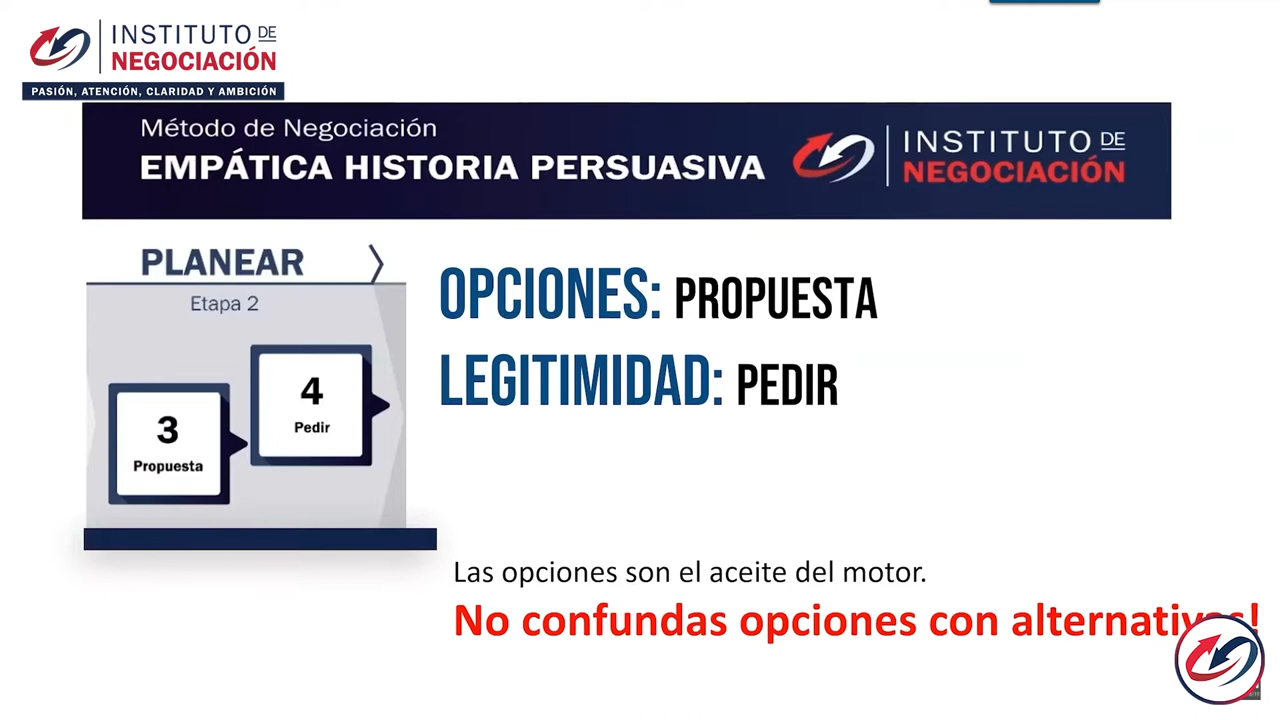 INSTITUTO DE
NEGOCIACIÓN
PASIÓN, ATENCIÓN, CLARIDAD Y AMBICIÓN
Método de Negociación
EMPÁTICA HISTORIA PERSUASIVA
INSTITUTO DE
NEGOCIACIÓN
PLANEAR
Etapa 2
3
Propuesta
4
Pedir
OPCIONES: PROPUESTA
LEGITIMIDAD: PEDIR
Las opciones son el aceite del motor.
No confundas opciones con alternativas!